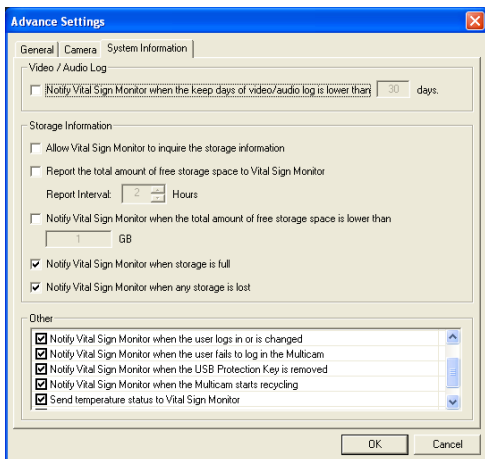 Advance Settings
General Camera System Information
Video / Audio Log
Notify Vital Sign Monitor when the keep days of video/audio log is lower than 30 days.
Storage Information
Allow Vital Sign Monitor to inquire the storage information
Report the total amount of free storage space to Vital Sign Monitor
Report Interval: 2 Hours
Notify Vital Sign Monitor when the total amount of free storage space is lower than
1 GB
Notify Vital Sign Monitor when storage is full
Notify Vital Sign Monitor when any storage is lost
Other
Notify Vital Sign Monitor when the user logs in or is changed
Notify Vital Sign Monitor when the user fails to log in the Multicam
Notify Vital Sign Monitor when the USB Protection Key is removed
Notify Vital Sign Monitor when the Multicam starts recycling
Send temperature status to Vital Sign Monitor
OK Cancel